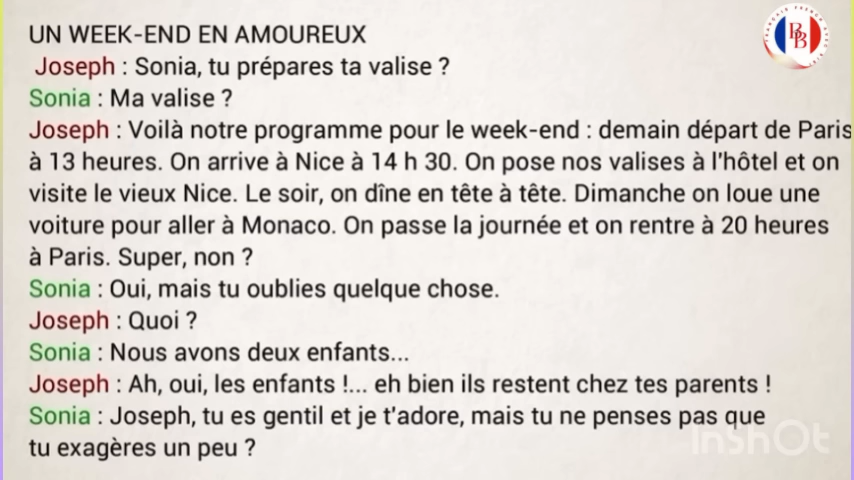 UN WEEK-END EN AMOUREUX
Joseph : Sonia, tu prépares ta valise ?
Sonia : Ma valise ?
Joseph : Voilà notre programme pour le week-end : demain départ de Paris
à 13 heures. On arrive à Nice à 14 h 30. On pose nos valises à l'hôtel et on
visite le vieux Nice. Le soir, on dîne en tête à tête. Dimanche on loue une
voiture pour aller à Monaco. On passe la journée et on rentre à 20 heures
à Paris. Super, non ?
Sonia : Oui, mais tu oublies quelque chose.
Joseph : Quoi ?
Sonia : Nous avons deux enfants...
Joseph : Ah, oui, les enfants !... eh bien ils restent chez tes parents !
Sonia : Joseph, tu es gentil et je t'adore, mais tu ne penses pas que
tu exagères un peu ?
InshOt